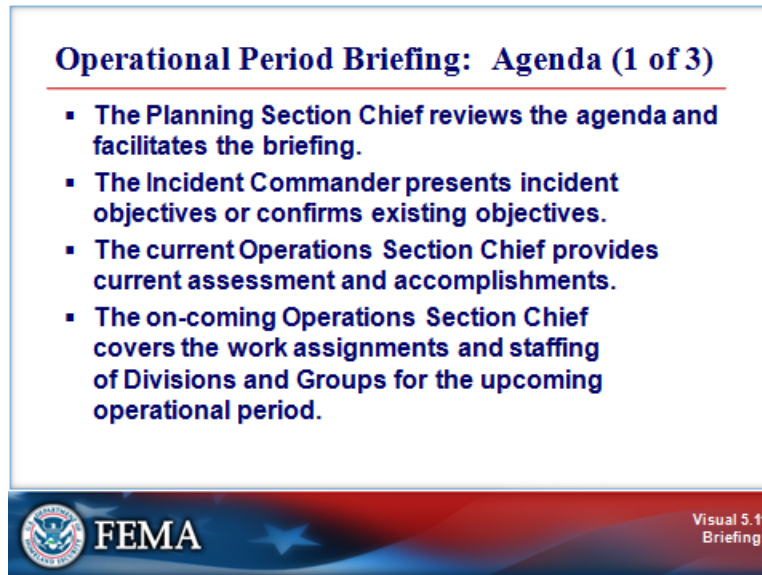 Operational Period Briefing: Agenda (1 of 3)
▪ The Planning Section Chief reviews the agenda and
facilitates the briefing.
▪ The Incident Commander presents incident
objectives or confirms existing objectives.
▪ The current Operations Section Chief provides
current assessment and accomplishments.
▪ The on-coming Operations Section Chief
covers the work assignments and staffing
of Divisions and Groups for the upcoming
operational period.
FEMA
Visual 5.1
Briefing